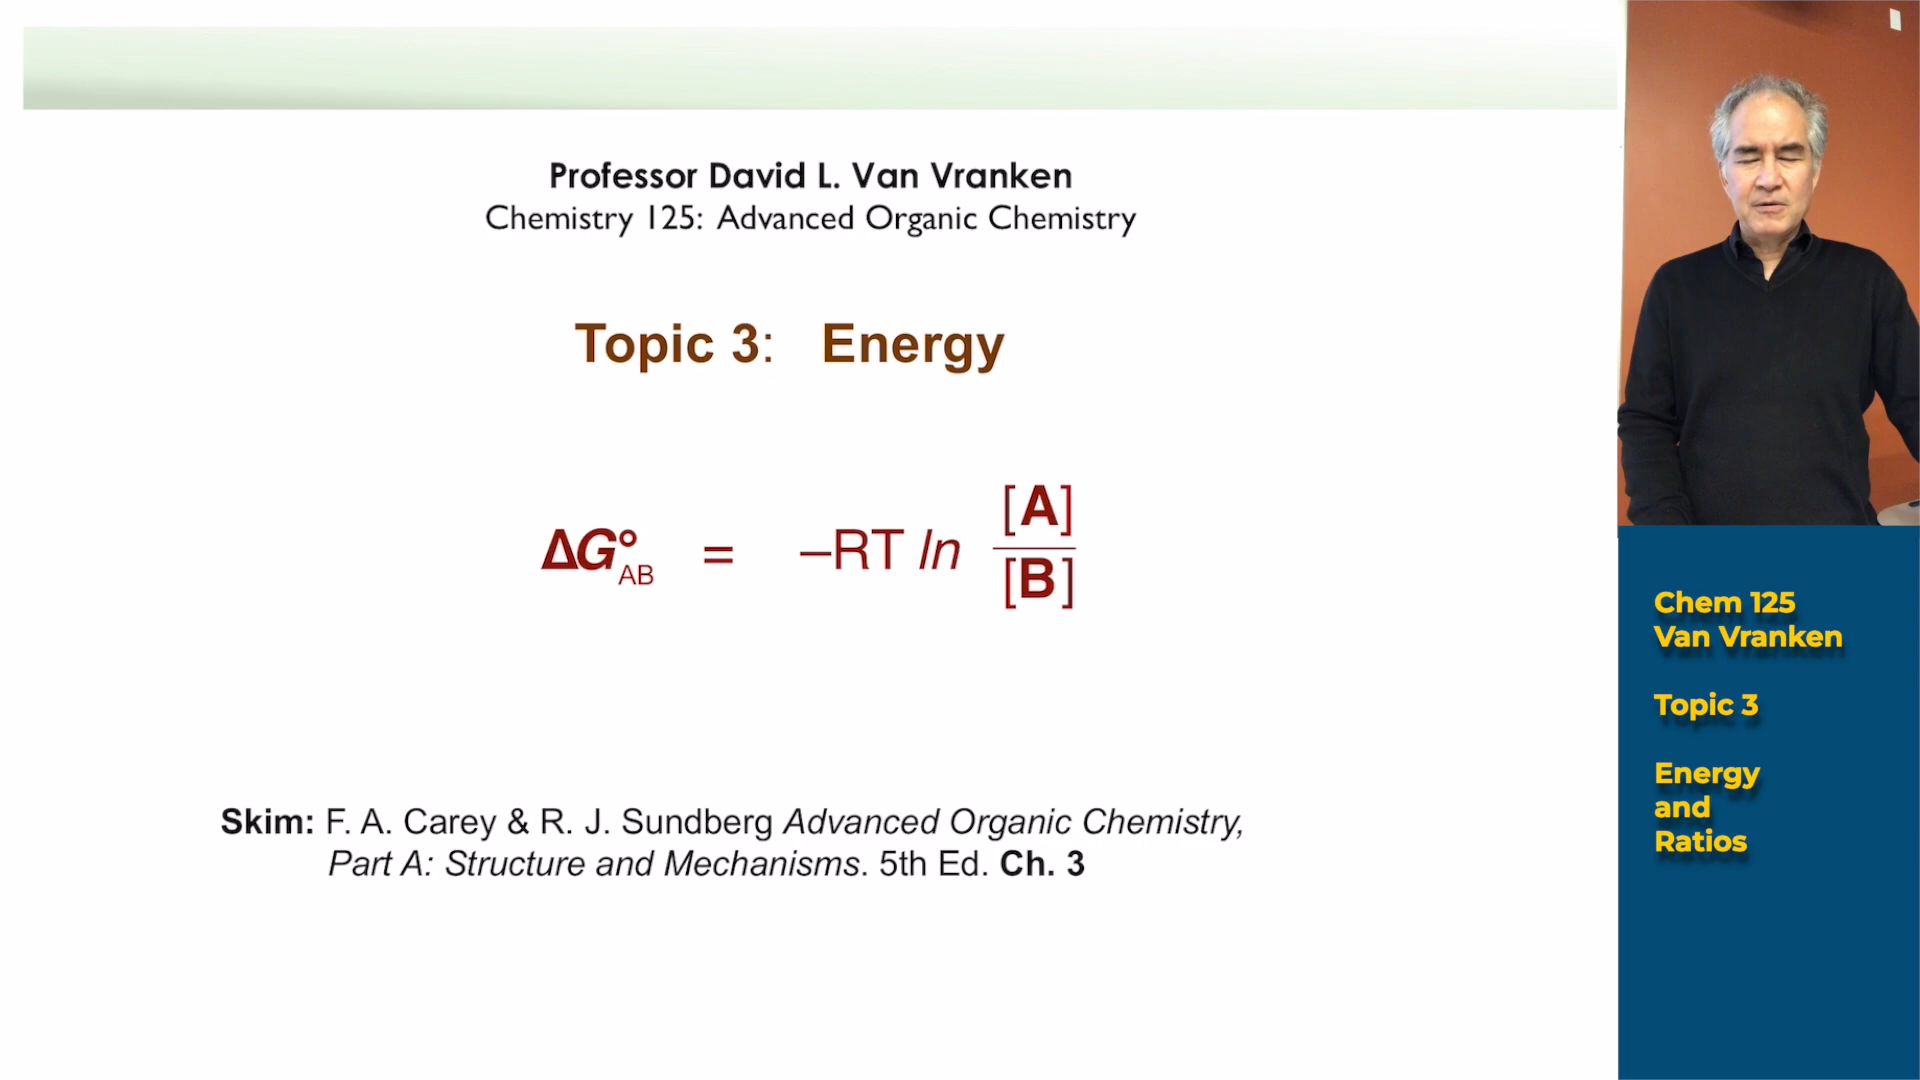 Professor David L. Van Vranken
Chemistry 125: Advanced Organic Chemistry
Topic 3: Energy
ΔG°AB = –RT ln [A]
[B]
Skim: F. A. Carey & R. J. Sundberg Advanced Organic Chemistry,
Part A: Structure and Mechanisms. 5th Ed. Ch. 3
Chem 125
Van Vranken
Topic 3
Energy
and
Ratios